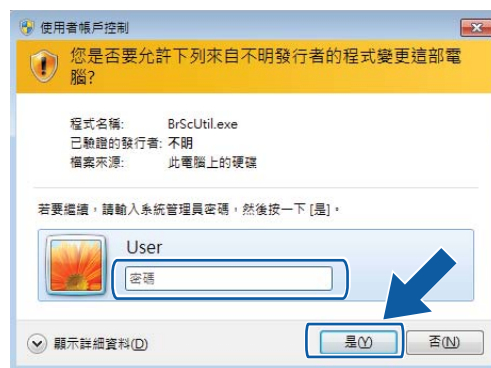 使用者帳戶控制
您是否要允許下列來自不明發行者的程式變更這部電
腦?
程式名稱: BrScUtil.exe
已驗證的發行者: 不明
檔案來源: 此電腦上的硬碟
若要繼續，請輸入系統管理員密碼，然後按一下 [是]。
User
密碼
顯示詳細資料(D) 是(Y) 否(N)